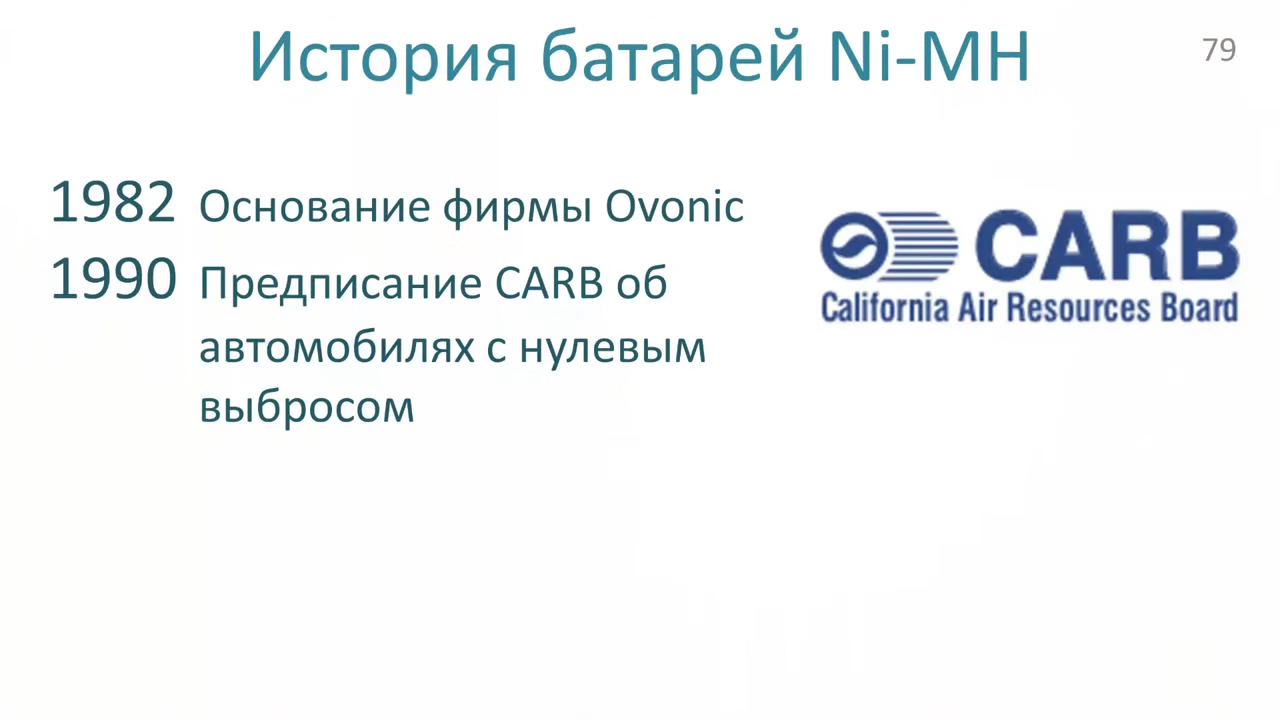 История батарей Ni-MH
79
1982 Основание фирмы Ovonic
1990 Предписание CARB об
автомобилях с нулевым
выбросом
CARB
California Air Resources Board